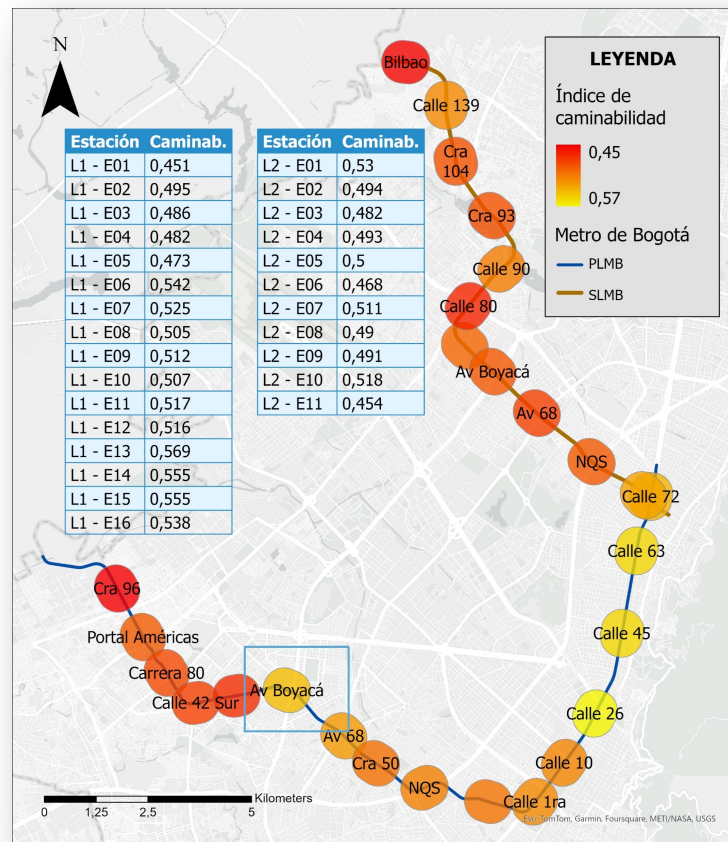 N
Bilbao
Calle 139
Cra
104
Cra 93
Calle 90
Calle 80
Av Boyacá
Av 68
NQS
Calle 72
Calle 63
Calle 45
Calle 26
Calle 10
Calle 1ra
NQS
Cra 50
Av 68
Av Boyacá
Calle 42 Sur
Carrera 80
Portal Américas
Cra 96
LEYENDA
Índice de
caminabilidad
0,45
0,57
Metro de Bogotá
PLMB
SLMB
Estación Caminab.
L1 - E01 0,451
L1 - E02 0,495
L1 - E03 0,486
L1 - E04 0,482
L1 - E05 0,473
L1 - E06 0,542
L1 - E07 0,525
L1 - E08 0,505
L1 - E09 0,512
L1 - E10 0,507
L1 - E11 0,517
L1 - E12 0,516
L1 - E13 0,569
L1 - E14 0,555
L1 - E15 0,555
L1 - E16 0,538
Estación Caminab.
L2 - E01 0,53
L2 - E02 0,494
L2 - E03 0,482
L2 - E04 0,493
L2 - E05 0,5
L2 - E06 0,468
L2 - E07 0,511
L2 - E08 0,49
L2 - E09 0,491
L2 - E10 0,518
L2 - E11 0,454
0 1,25 2,5 5
Kilometers
Esri, TomTom, Garmin, Foursquare, METI/NASA, USGS